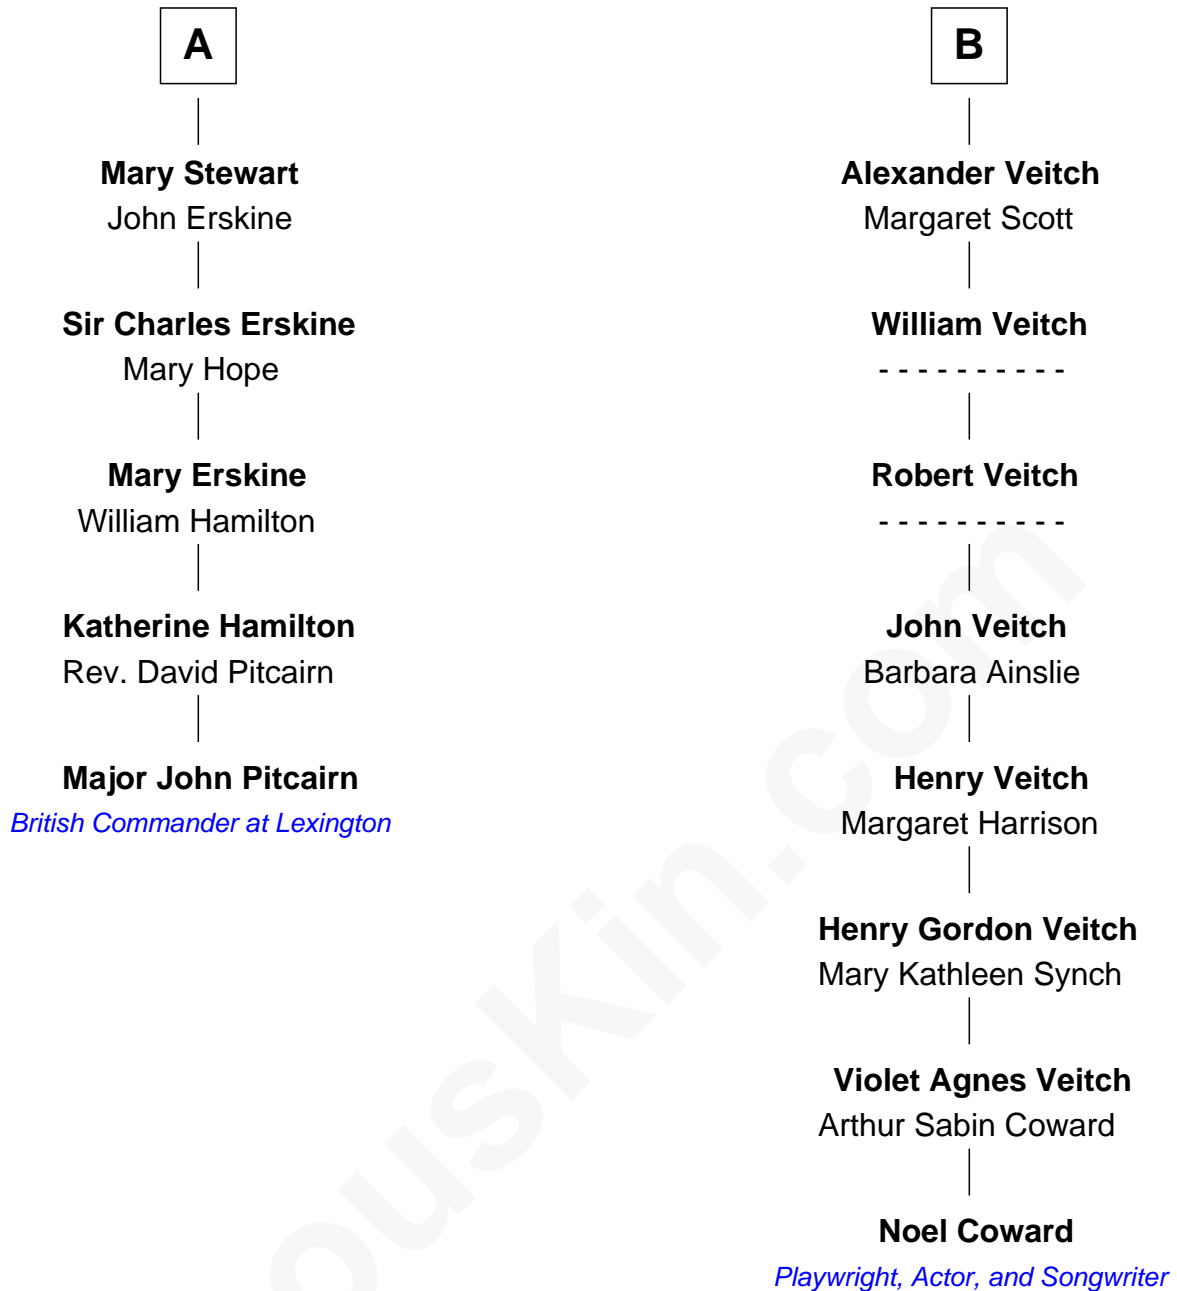 A
Mary Stewart
John Erskine
Sir Charles Erskine
Mary Hope
Mary Erskine
William Hamilton
Katherine Hamilton
Rev. David Pitcairn
Major John Pitcairn
British Commander at Lexington
B
Alexander Veitch
Margaret Scott
William Veitch
- - - - - - - - - -
Robert Veitch
- - - - - - - - - -
John Veitch
Barbara Ainslie
Henry Veitch
Margaret Harrison
Henry Gordon Veitch
Mary Kathleen Synch
Violet Agnes Veitch
Arthur Sabin Coward
Noel Coward
Playwright, Actor, and Songwriter
ouskin.com